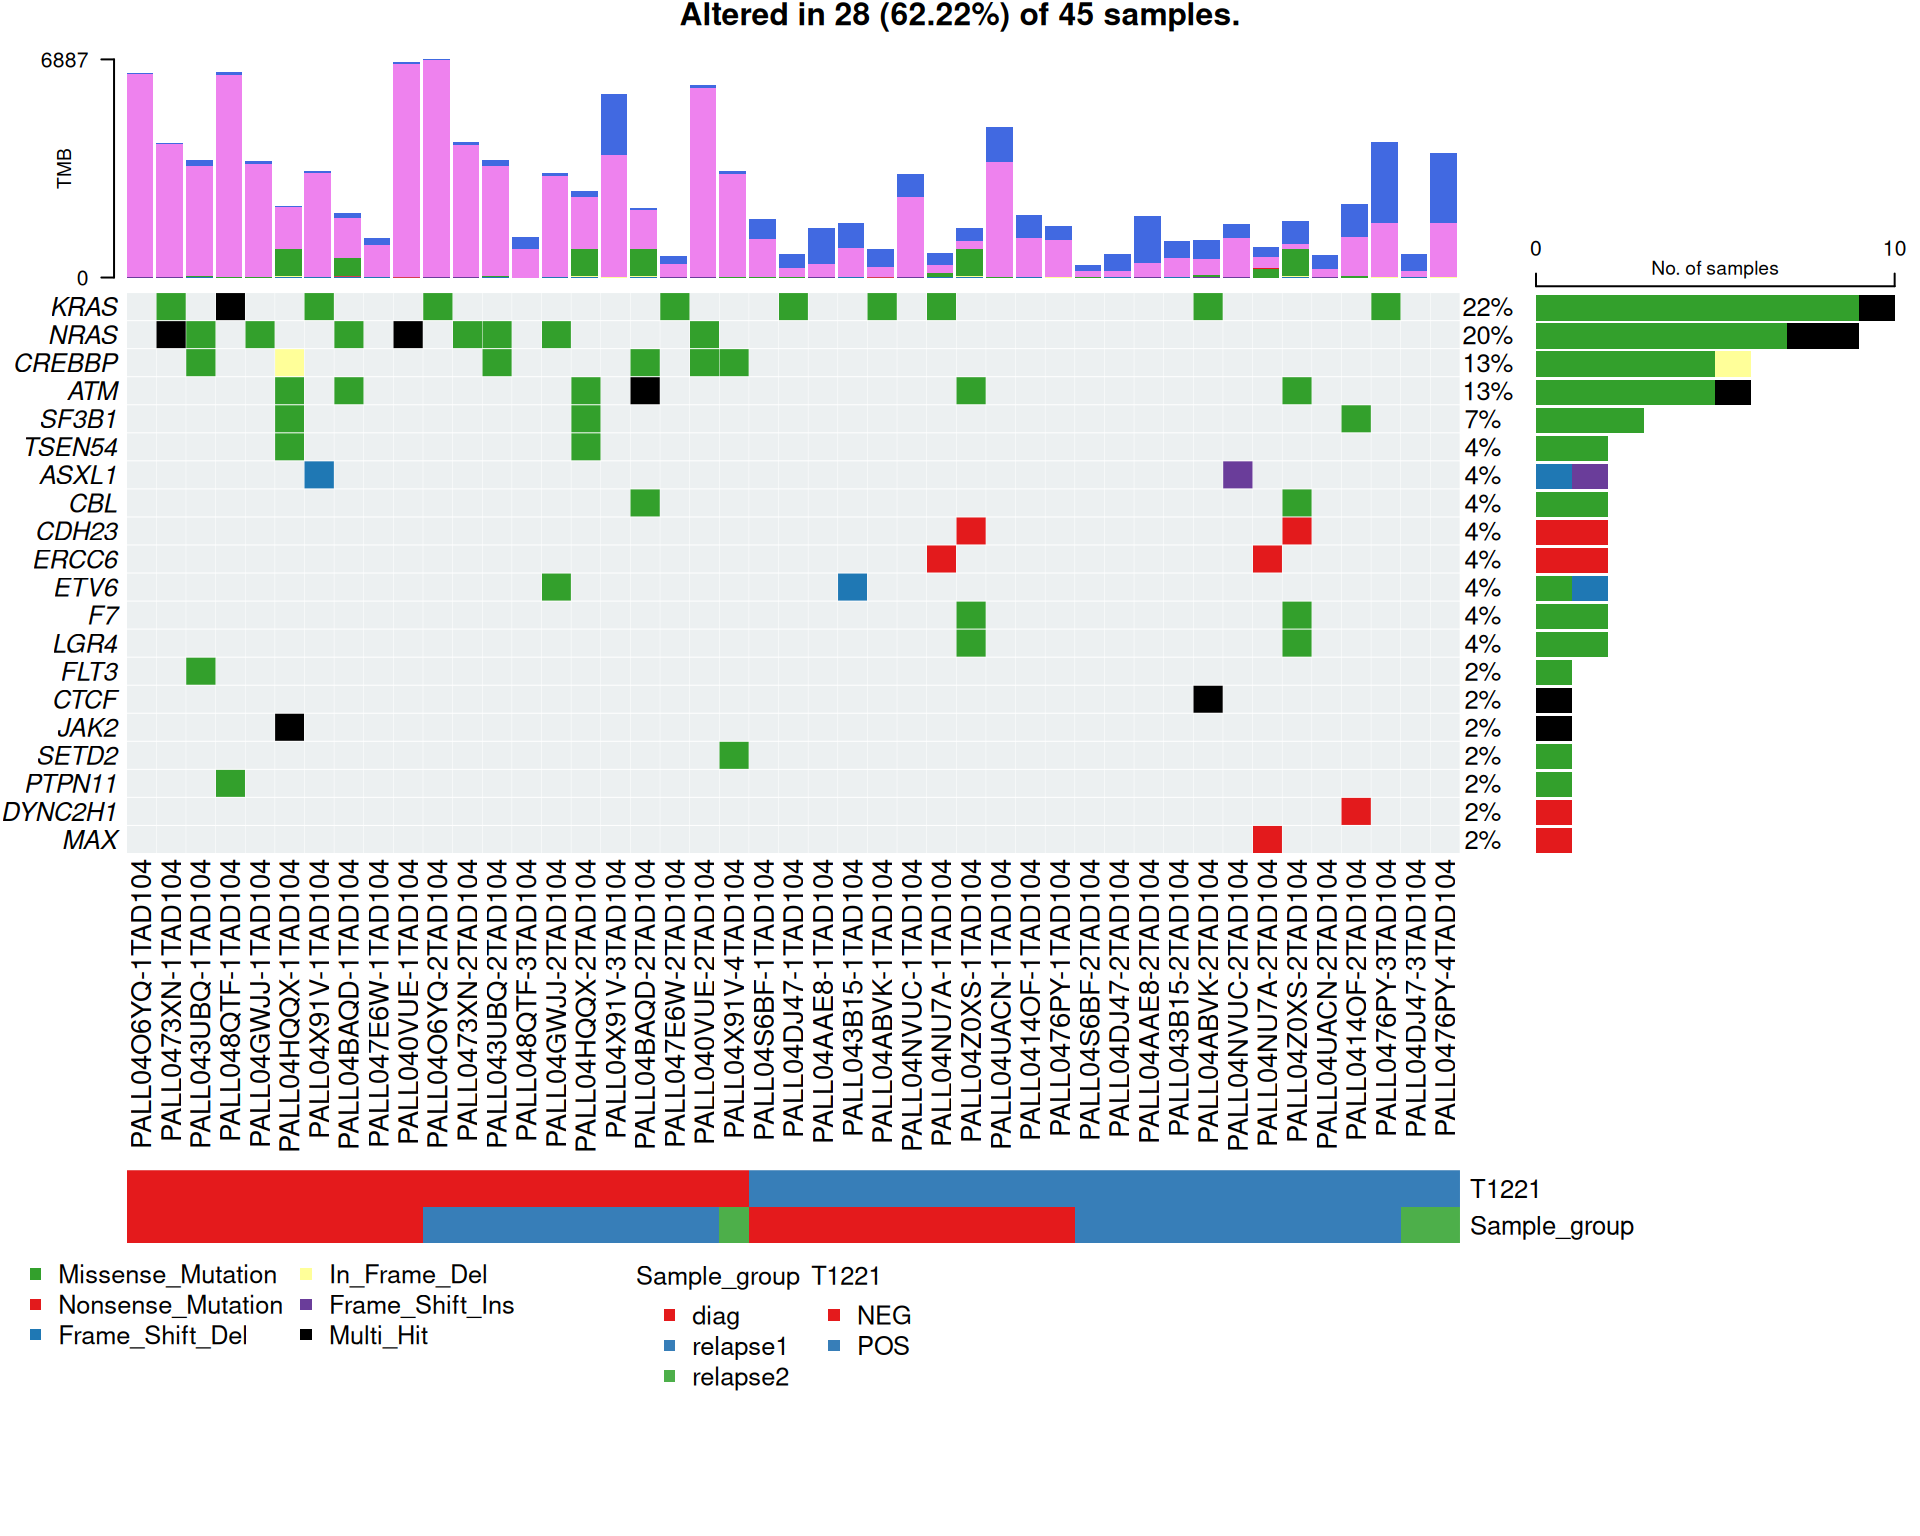 Altered in 28 (62.22%) of 45 samples.
6887
TMB
0
0 10
No. of samples
KRAS 22%
NRAS 20%
CREBBP 13%
ATM 13%
SF3B1 7%
TSEN54 4%
ASXL1 4%
CBL 4%
CDH23 4%
ERCC6 4%
ETV6 4%
F7 4%
LGR4 4%
FLT3 2%
CTCF 2%
JAK2 2%
SETD2 2%
PTPN11 2%
DYNC2H1 2%
MAX 2%
PALL04O6YQ-1TAD104
PALL0473XN-1TAD104
PALL043UBQ-1TAD104
PALL048QTF-1TAD104
PALL04GWJJ-1TAD104
PALL04HQQX-1TAD104
PALL04X91V-1TAD104
PALL04BAQD-1TAD104
PALL047E6W-1TAD104
PALL040VUE-1TAD104
PALL04O6YQ-2TAD104
PALL0473XN-2TAD104
PALL043UBQ-2TAD104
PALL048QTF-3TAD104
PALL04GWJJ-2TAD104
PALL04HQQX-2TAD104
PALL04X91V-3TAD104
PALL04BAQD-2TAD104
PALL047E6W-2TAD104
PALL040VUE-2TAD104
PALL04X91V-4TAD104
PALL04S6BF-1TAD104
PALL04DJ47-1TAD104
PALL04AAE8-1TAD104
PALL043B15-1TAD104
PALL04ABVK-1TAD104
PALL04NVUC-1TAD104
PALL04NU7A-1TAD104
PALL04Z0XS-1TAD104
PALL04UACN-1TAD104
PALL0414OF-1TAD104
PALL0476PY-1TAD104
PALL04S6BF-2TAD104
PALL04DJ47-2TAD104
PALL04AAE8-2TAD104
PALL043B15-2TAD104
PALL04ABVK-2TAD104
PALL04NVUC-2TAD104
PALL04NU7A-2TAD104
PALL04Z0XS-2TAD104
PALL04UACN-2TAD104
PALL0414OF-2TAD104
PALL0476PY-3TAD104
PALL04DJ47-3TAD104
PALL0476PY-4TAD104
T1221
Sample_group
Missense_Mutation In_Frame_Del
Nonsense_Mutation Frame_Shift_Ins
Frame_Shift_Del Multi_Hit
Sample_group T1221
diag NEG
relapse1 POS
relapse2